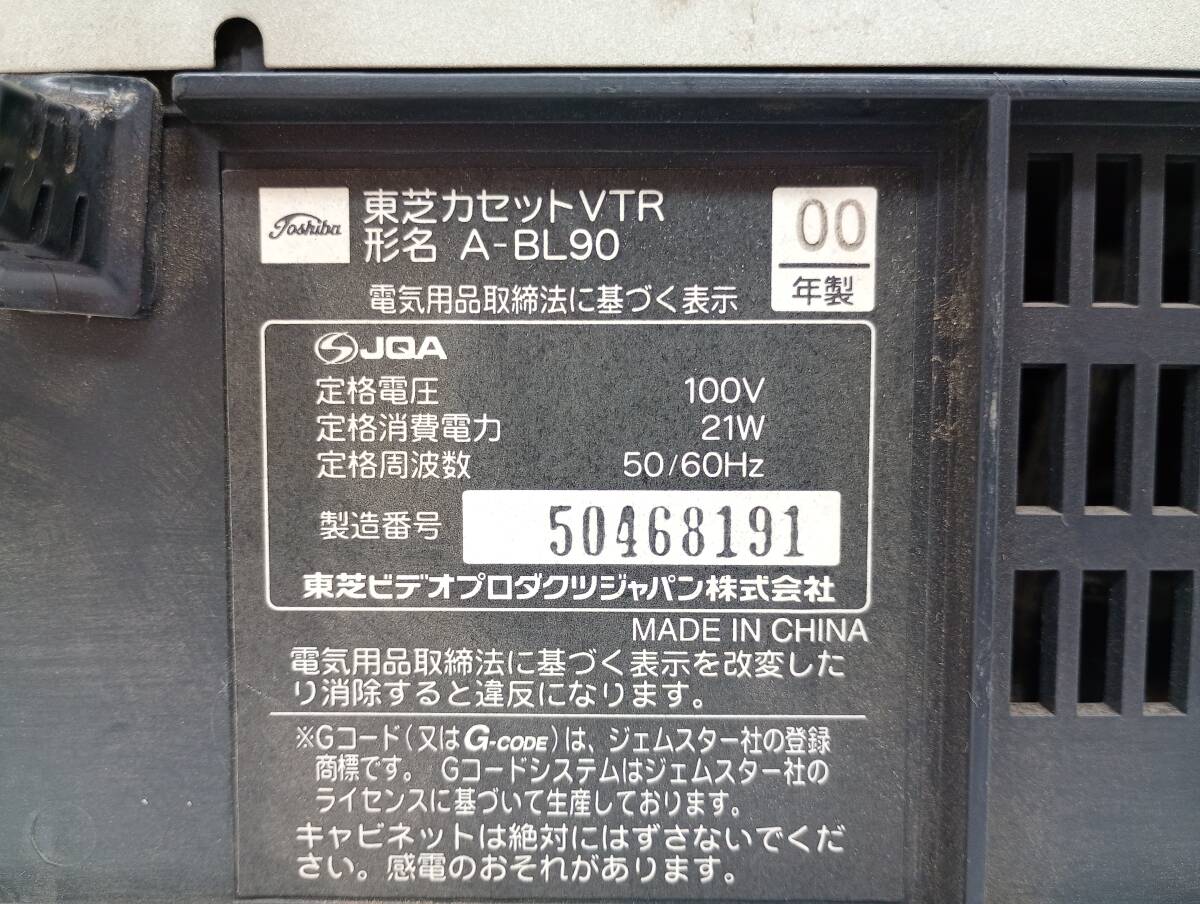 Toshiba
東芝カセットVTR
形名 A-BL90
00
年製
電気用品取締法に基づく表示
JQA
定格電圧 100V
定格消費電力 21W
定格周波数 50/60Hz
製造番号 50468191
東芝ビデオプロダクツジャパン株式会社
MADE IN CHINA
電気用品取締法に基づく表示を改変した
り消除すると違反になります。
※Gコード(又はG-CODE)は、ジェムスター社の登録
商標です。 Gコードシステムはジェムスター社の
ライセンスに基づいて生産しております。
キャビネットは絶対にはずさないでくだ
さい。感電のおそれがあります。